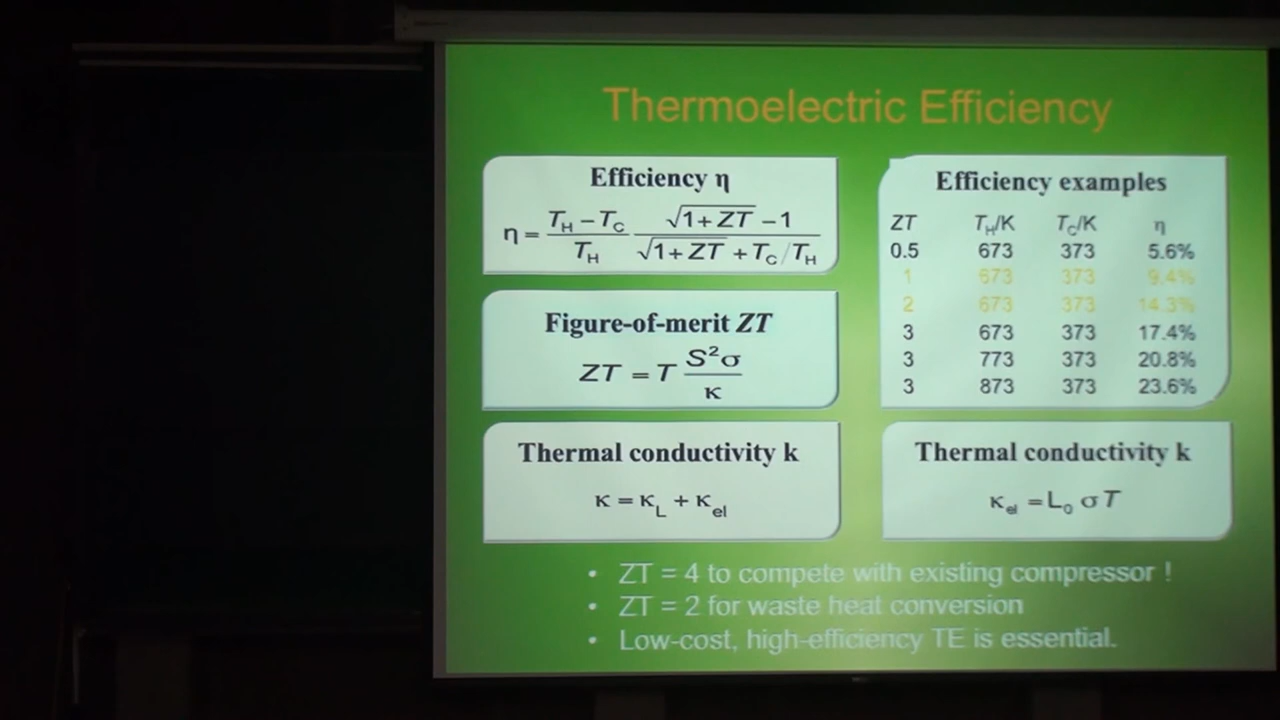 Thermoelectric Efficiency
Efficiency η
η = (T_H − T_C)/T_H (√(1+ZT) −1)/(√(1+ZT) + T_C/T_H)
Figure-of-merit ZT
ZT = T S²σ/κ
Thermal conductivity k
κ = κ_L + κ_el
Efficiency examples
ZT T_H/K T_C/K η
0.5 673 373 5.6%
1 673 373 9.4%
2 673 373 14.3%
3 673 373 17.4%
3 773 373 20.8%
3 873 373 23.6%
Thermal conductivity k
κ_el = L_0 σ T
• ZT = 4 to compete with existing compressor !
• ZT = 2 for waste heat conversion
• Low-cost, high-efficiency TE is essential.